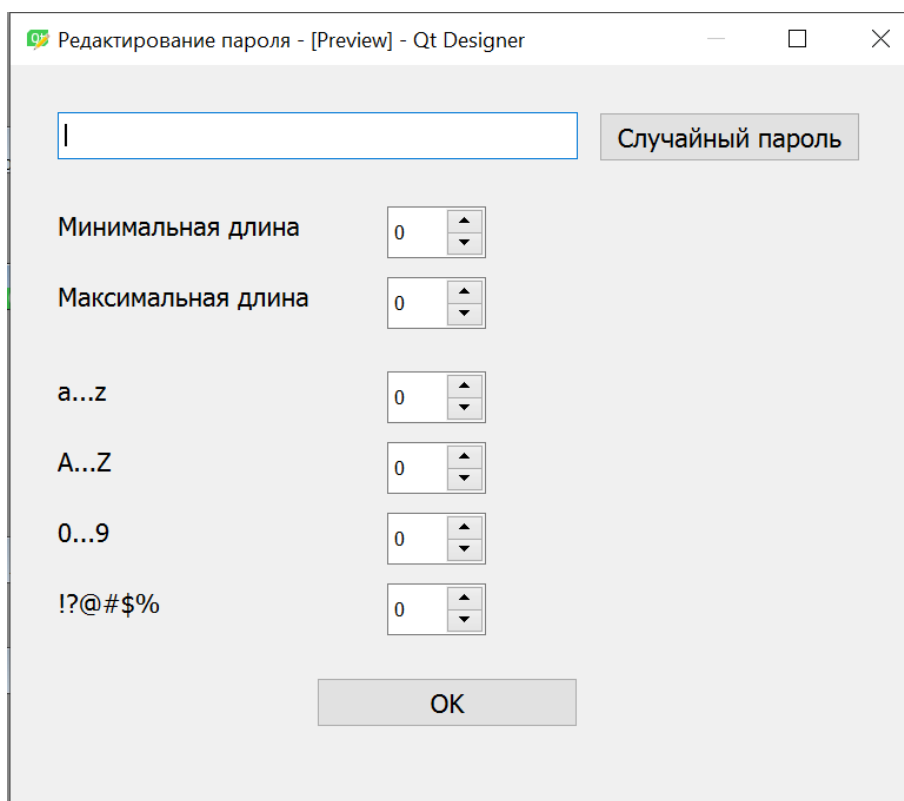 Редактирование пароля - [Preview] - Qt Designer
Случайный пароль
Минимальная длина 0
Максимальная длина 0
a...z 0
A...Z 0
0...9 0
!?@#$% 0
OK